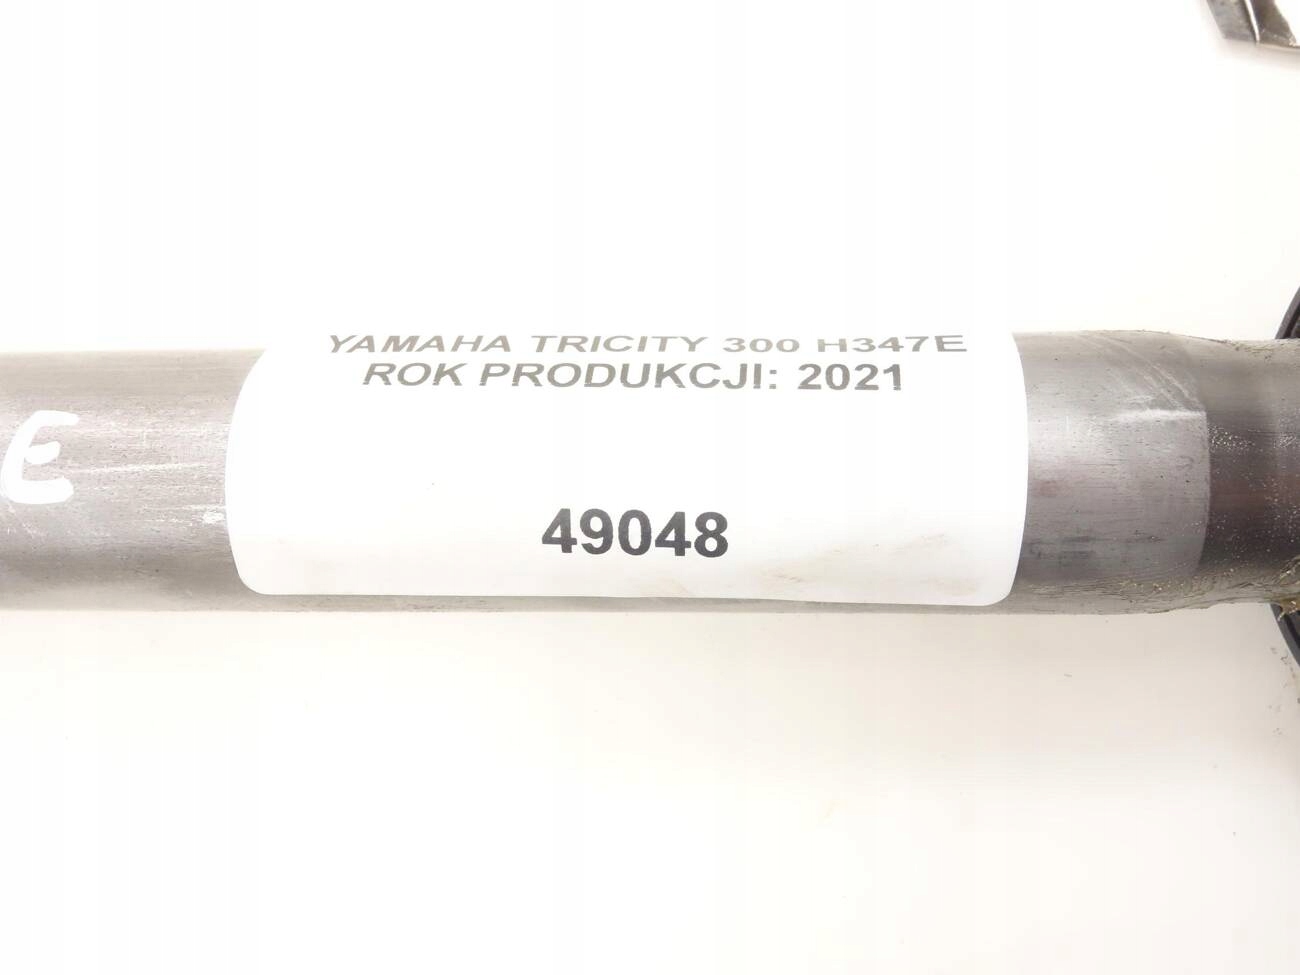 YAMAHA TRICITY 300 H347E
ROK PRODUKCJI: 2021
E
49048